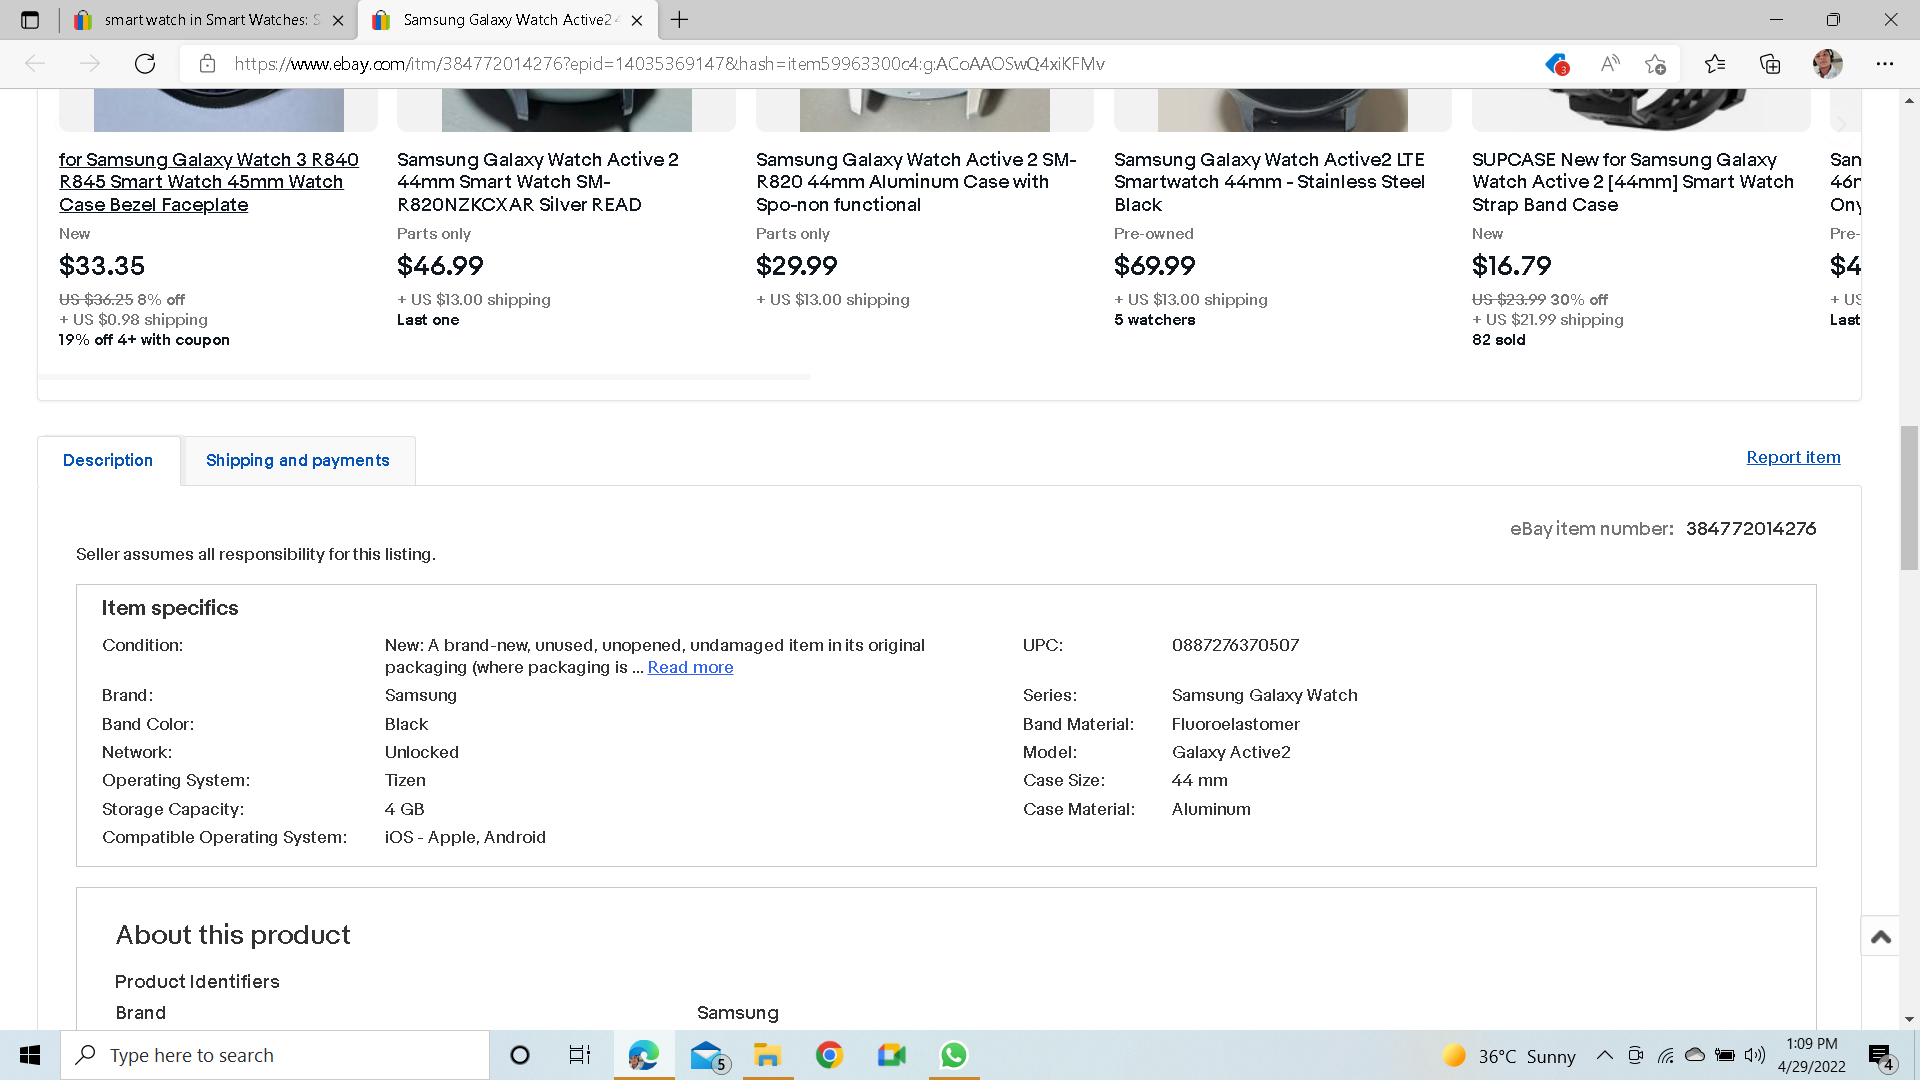 smart watch in Smart Watches: S
Samsung Galaxy Watch Active2 4
https://www.ebay.com/itm/384772014276?epid=14035369147&hash=item59963300c4:g:ACoAAOSwQ4xiKFMv
3
for Samsung Galaxy Watch 3 R840
R845 Smart Watch 45mm Watch
Case Bezel Faceplate
New
$33.35
US $36.25 8% off
+ US $0.98 shipping
19% off 4+ with coupon
Samsung Galaxy Watch Active 2
44mm Smart Watch SM-
R820NZKCXAR Silver READ
Parts only
$46.99
+ US $13.00 shipping
Last one
Samsung Galaxy Watch Active 2 SM-
R820 44mm Aluminum Case with
Spo-non functional
Parts only
$29.99
+ US $13.00 shipping
Samsung Galaxy Watch Active2 LTE
Smartwatch 44mm - Stainless Steel
Black
Pre-owned
$69.99
+ US $13.00 shipping
5 watchers
SUPCASE New for Samsung Galaxy
Watch Active 2 [44mm] Smart Watch
Strap Band Case
New
$16.79
US $23.99 30% off
+ US $21.99 shipping
82 sold
Sam
46m
Ony
Pre-
$4
+ US
Last
Description
Shipping and payments
Report item
eBay item number: 384772014276
Seller assumes all responsibility for this listing.
Item specifics
Condition: New: A brand-new, unused, unopened, undamaged item in its original
packaging (where packaging is ... Read more
UPC: 0887276370507
Brand: Samsung
Series: Samsung Galaxy Watch
Band Color: Black
Band Material: Fluoroelastomer
Network: Unlocked
Model: Galaxy Active2
Operating System: Tizen
Case Size: 44 mm
Storage Capacity: 4 GB
Case Material: Aluminum
Compatible Operating System: iOS - Apple, Android
About this product
Product Identifiers
Brand Samsung
Type here to search
5
36°C Sunny
1:09 PM
4/29/2022
4